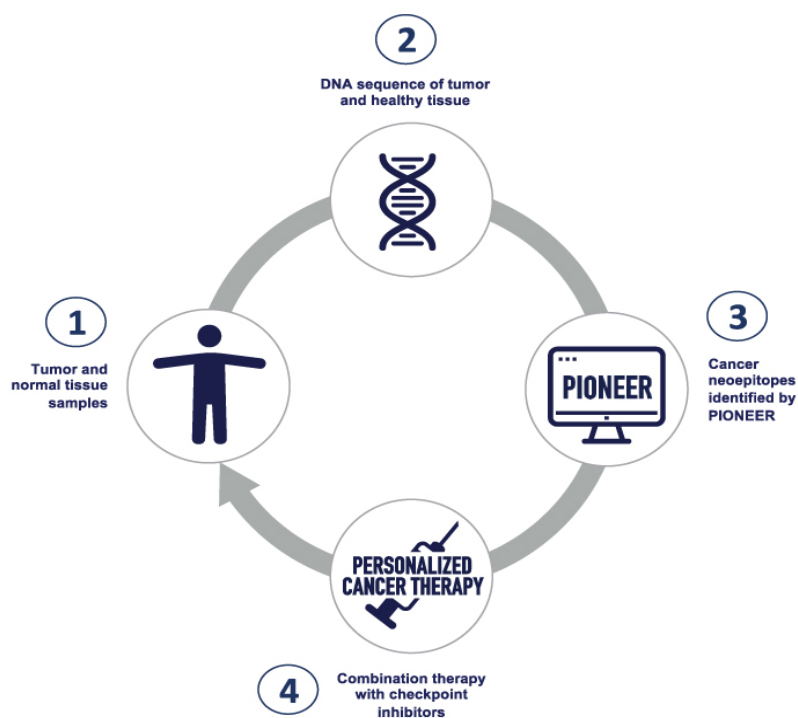 2
DNA sequence of tumor
and healthy tissue
1
Tumor and
normal tissue
samples
3
PIONEER
Cancer
neoepitopes
identified by
PIONEER
PERSONALIZED
CANCER THERAPY
4
Combination therapy
with checkpoint
inhibitors